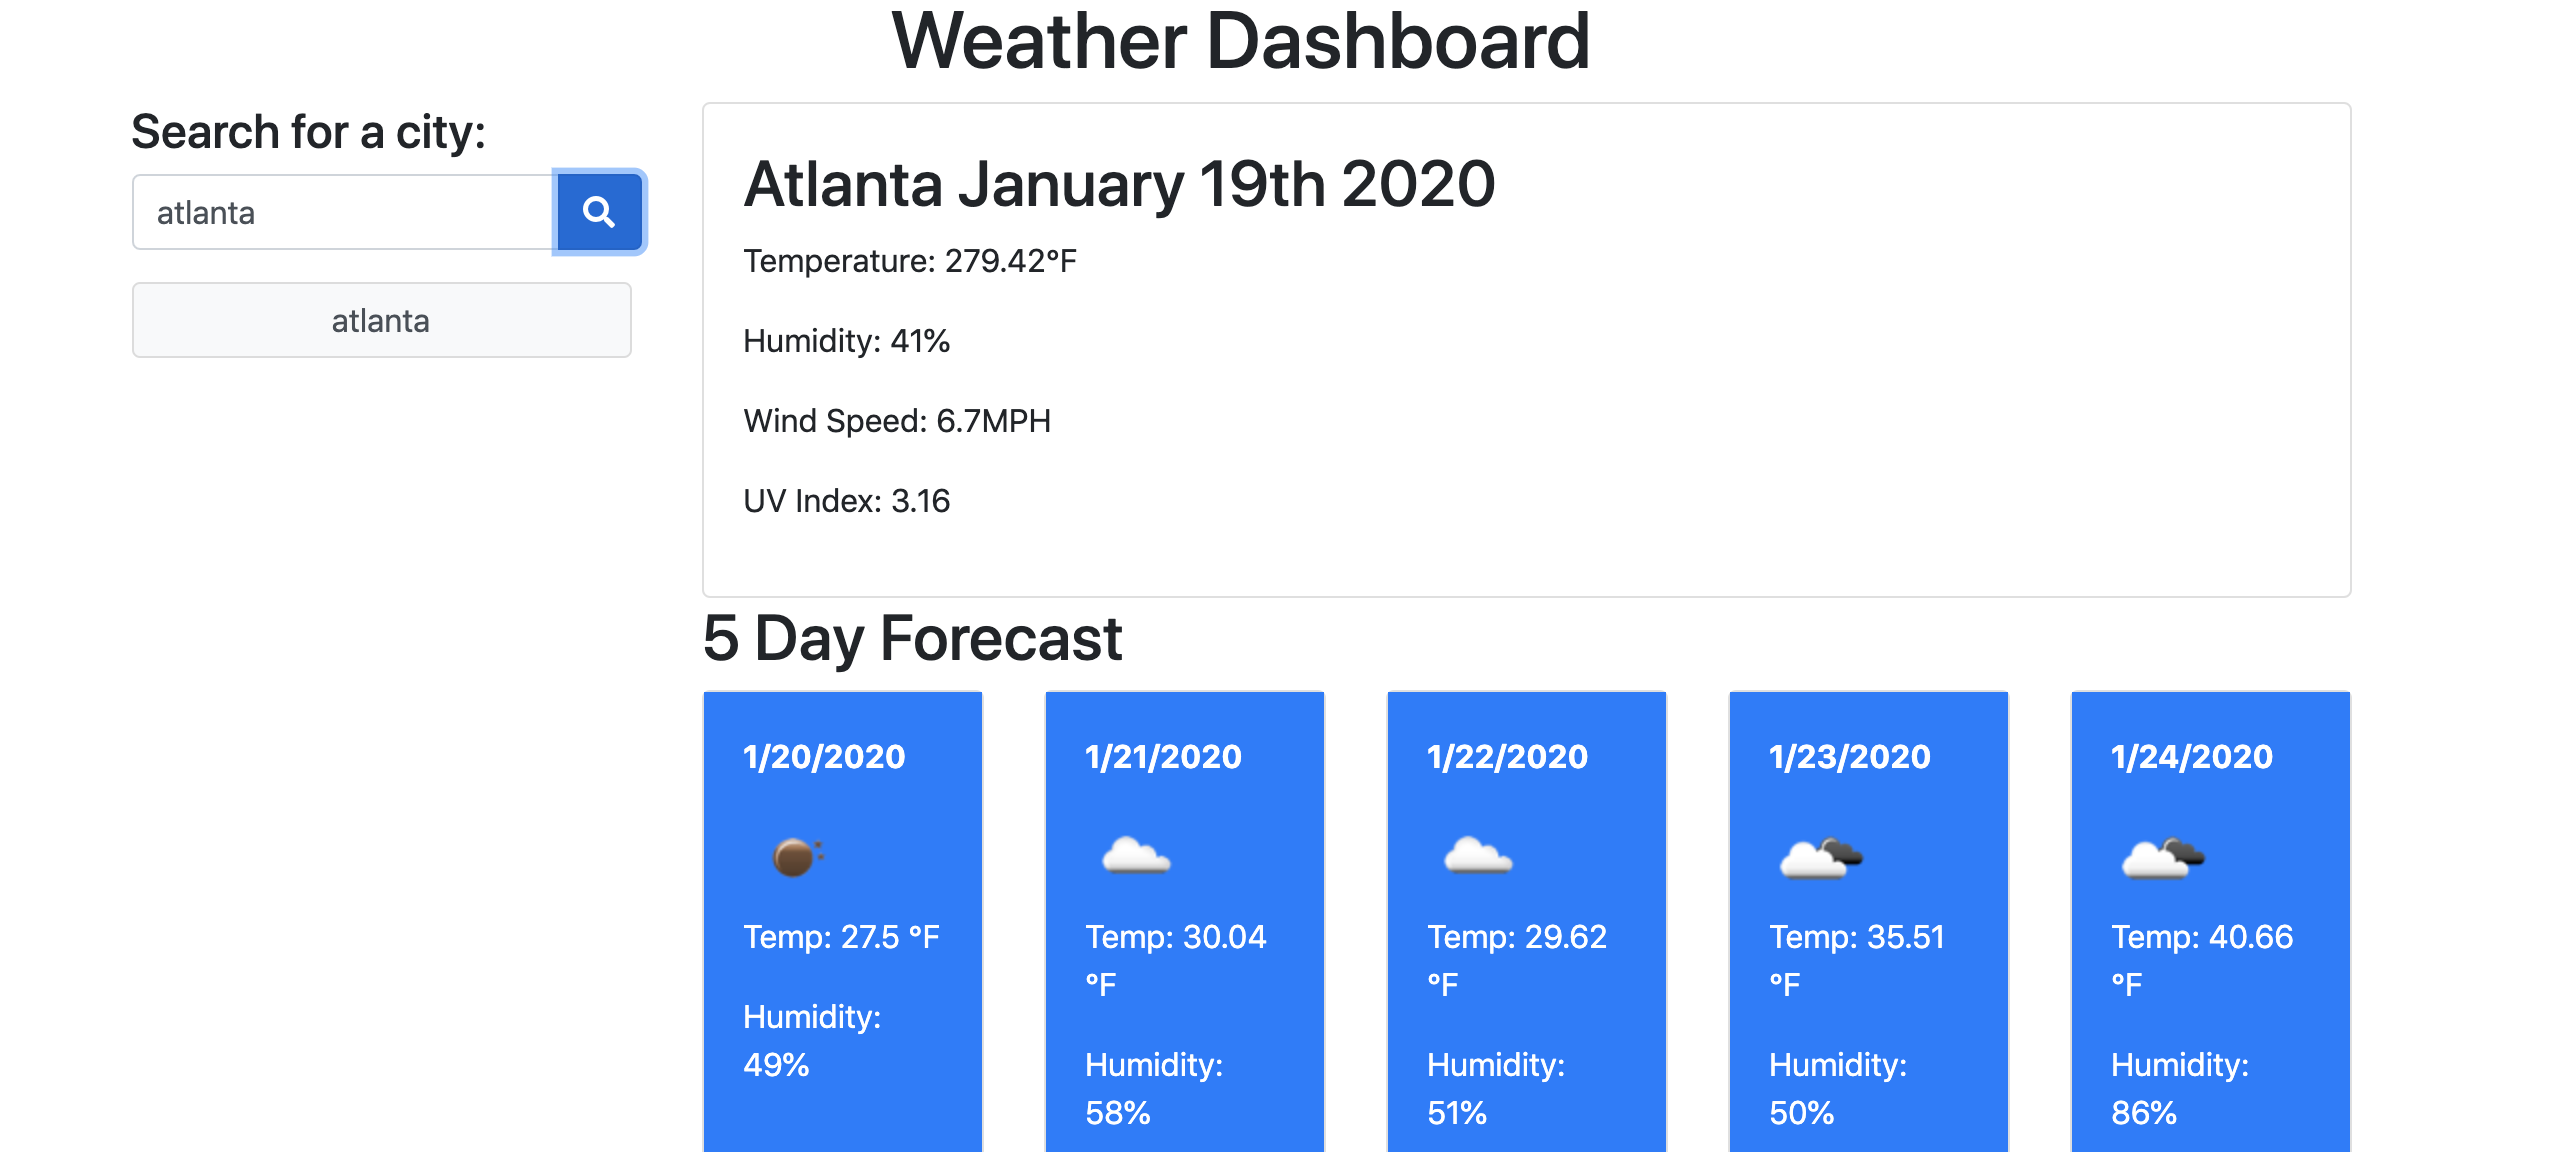 Weather Dashboard
Search for a city:
atlanta
atlanta
Atlanta January 19th 2020
Temperature: 279.42°F
Humidity: 41%
Wind Speed: 6.7MPH
UV Index: 3.16
5 Day Forecast
1/20/2020
Temp: 27.5 °F
Humidity:
49%
1/21/2020
Temp: 30.04
°F
Humidity:
58%
1/22/2020
Temp: 29.62
°F
Humidity:
51%
1/23/2020
Temp: 35.51
°F
Humidity:
50%
1/24/2020
Temp: 40.66
°F
Humidity:
86%